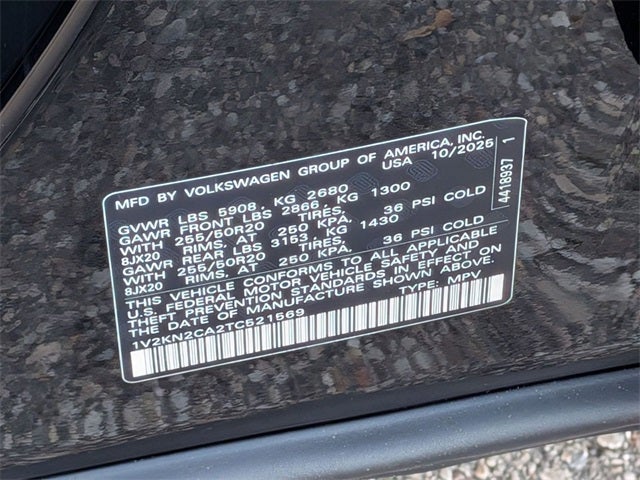 MFD BY VOLKSWAGEN GROUP OF AMERICA, INC.
USA 10/2025
GVWR LBS 5908, KG 2680
GAWR FRONT LBS 2866, KG 1300
WITH 255/50R20 TIRES, 36 PSI COLD
8JX20 RIMS, AT 250 KPA.
GAWR REAR LBS 3153, KG 1430
WITH 255/50R20 TIRES, 36 PSI COLD
8JX20 RIMS, AT 250 KPA.
THIS VEHICLE CONFORMS TO ALL APPLICABLE
U.S. FEDERAL MOTOR VEHICLE SAFETY AND
THEFT PREVENTION STANDARDS IN EFFECT ON
THE DATE OF MANUFACTURE SHOWN ABOVE.
1V2KN2CA2TC521569 TYPE: MPV
4418937 1